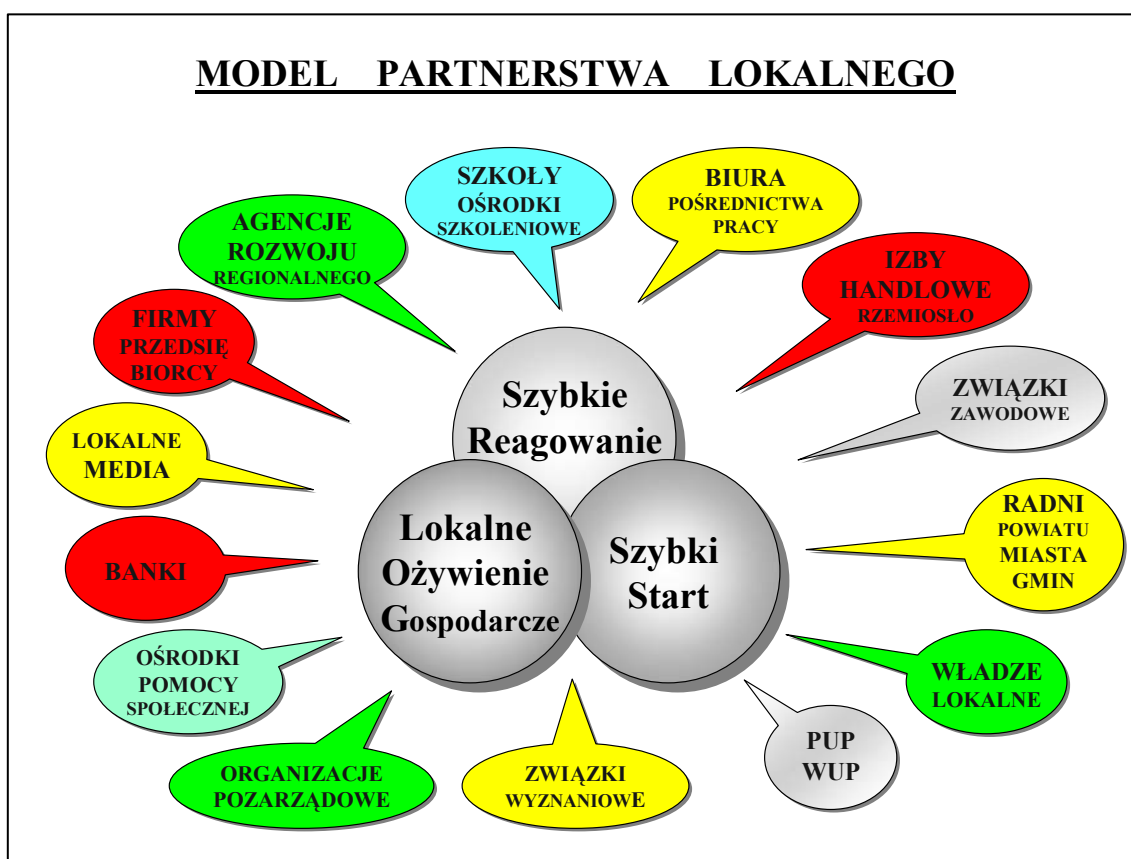 MODEL PARTNERSTWA LOKALNEGO
SZKOŁY
OŚRODKI
SZKOLENIOWE
BIURA
POŚREDNICTWA
PRACY
AGENCJE
ROZWOJU
REGIONALNEGO
IZBY
HANDLOWE
RZEMIOSŁO
FIRMY
PRZEDSIĘ
BIORCY
ZWIĄZKI
ZAWODOWE
LOKALNE
MEDIA
RADNI
POWIATU
MIASTA
GMIN
BANKI
WŁADZE
LOKALNE
OŚRODKI
POMOCY
SPOŁECZNEJ
PUP
WUP
ORGANIZACJE
POZARZĄDOWE
ZWIĄZKI
WYZNANIOWE
Szybkie
Reagowanie
Lokalne
Ożywienie
Gospodarcze
Szybki
Start